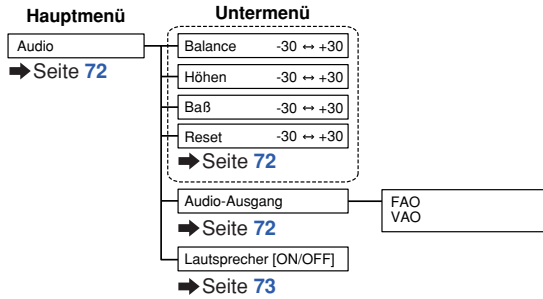 Hauptmenü
Untermenü
Audio
➡ Seite 72
Balance -30 ↔ +30
Höhen -30 ↔ +30
Baß -30 ↔ +30
Reset -30 ↔ +30
➡ Seite 72
Audio-Ausgang
➡ Seite 72
FAO
VAO
Lautsprecher [ON/OFF]
➡ Seite 73